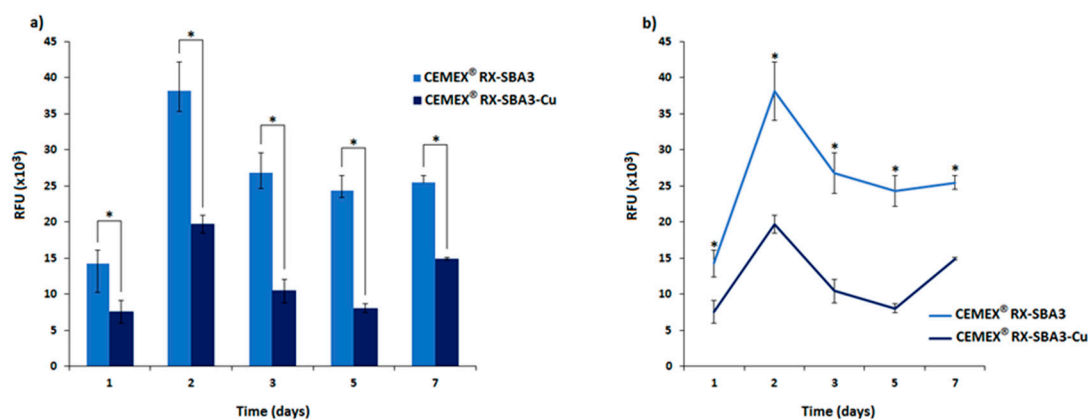 a)
RFU (x10³)
45
40
35
30
25
20
15
10
5
0
*
*
*
*
*
CEMEX® RX-SBA3
CEMEX® RX-SBA3-Cu
1 2 3 5 7
Time (days)
b)
RFU (x10³)
45
40
35
30
25
20
15
10
5
0
*
*
*
*
*
CEMEX® RX-SBA3
CEMEX® RX-SBA3-Cu
1 2 3 5 7
Time (days)